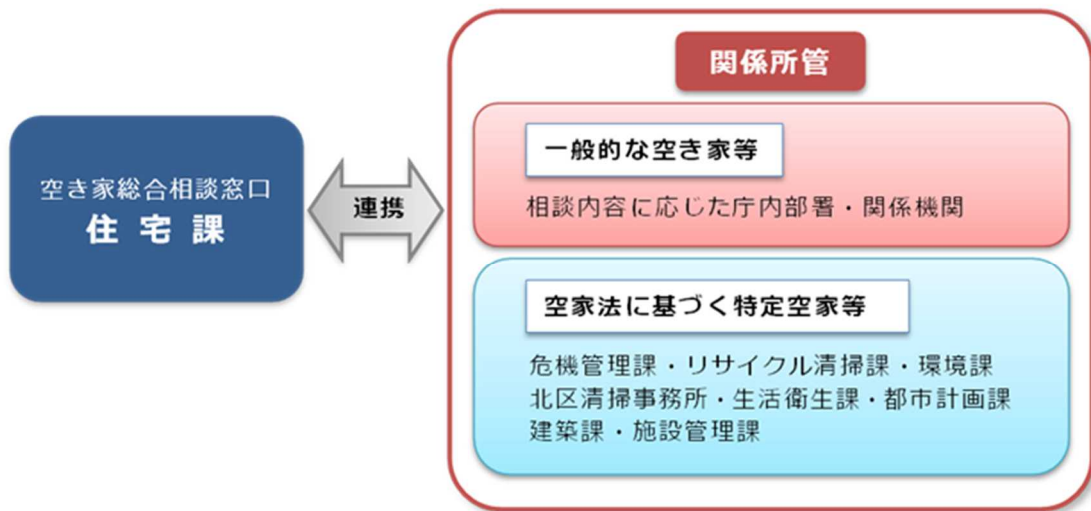 空き家総合相談窓口
住宅課
連携
関係所管
一般的な空き家等
相談内容に応じた庁内部署・関係機関
空家法に基づく特定空家等
危機管理課・リサイクル清掃課・環境課
北区清掃事務所・生活衛生課・都市計画課
建築課・施設管理課